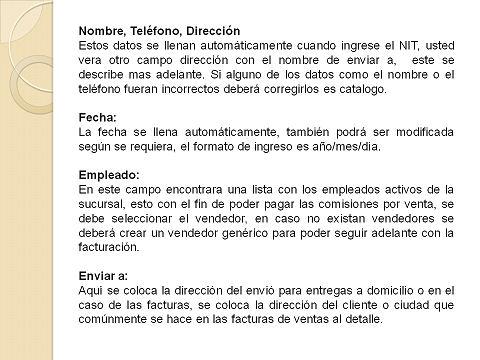 Nombre, Teléfono, Dirección
Estos datos se llenan automáticamente cuando ingrese el NIT, usted
vera otro campo dirección con el nombre de enviar a, este se
describe mas adelante. Si alguno de los datos como el nombre o el
teléfono fueran incorrectos deberá corregirlos es catalogo.
Fecha:
La fecha se llena automáticamente, también podrá ser modificada
según se requiera, el formato de ingreso es año/mes/dia.
Empleado:
En este campo encontrara una lista con los empleados activos de la
sucursal, esto con el fin de poder pagar las comisiones por venta, se
debe seleccionar el vendedor, en caso no existan vendedores se
deberá crear un vendedor genérico para poder seguir adelante con la
facturación.
Enviar a:
Aqui se coloca la dirección del envió para entregas a domicilio o en el
caso de las facturas, se coloca la dirección del cliente o ciudad que
comúnmente se hace en las facturas de ventas al detalle.